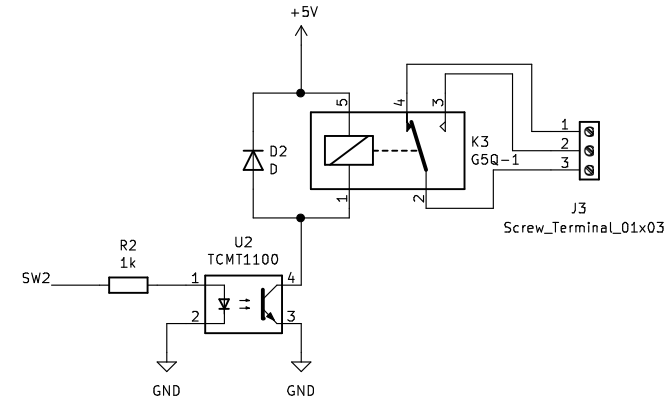 +5V
5
4
3
1
2
3
D2
D
K3
G5Q-1
1
2
J3
Screw_Terminal_01x03
R2
1k
U2
TCMT1100
SW2
1
4
2
3
GND
GND